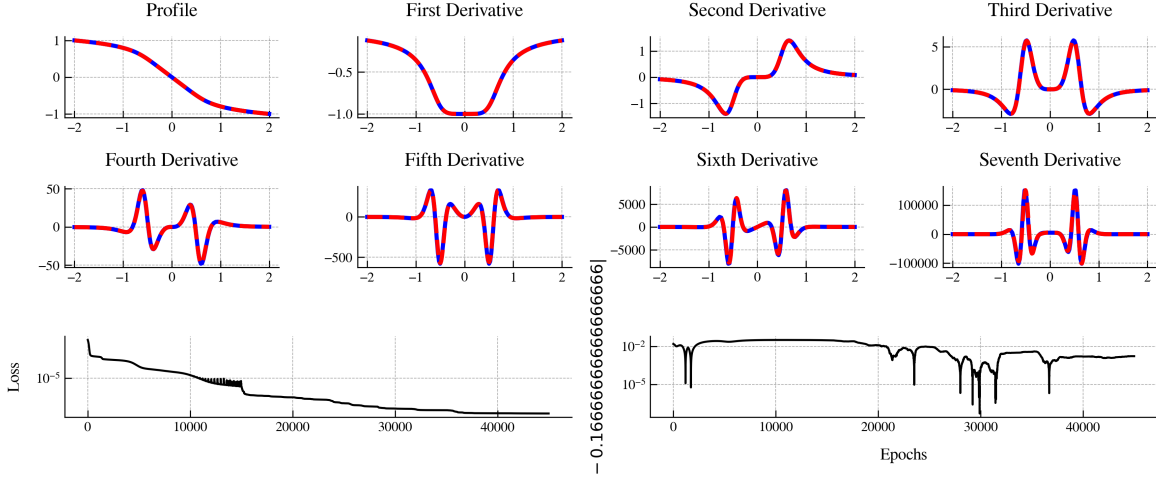 Profile
First Derivative
Second Derivative
Third Derivative
1
0
−1
−2 −1 0 1 2
−0.5
−1.0
−2 −1 0 1 2
1
0
−1
−2 −1 0 1 2
5
0
−2 −1 0 1 2
Fourth Derivative
Fifth Derivative
Sixth Derivative
Seventh Derivative
50
0
−50
−2 −1 0 1 2
0
−500
−2 −1 0 1 2
5000
0
−5000
−2 −1 0 1 2
100000
0
−100000
−2 −1 0 1 2
Loss
10⁻⁵
0 10000 20000 30000 40000
− 0.16666666666666666|
10⁻²
10⁻⁵
0 10000 20000 30000 40000
Epochs